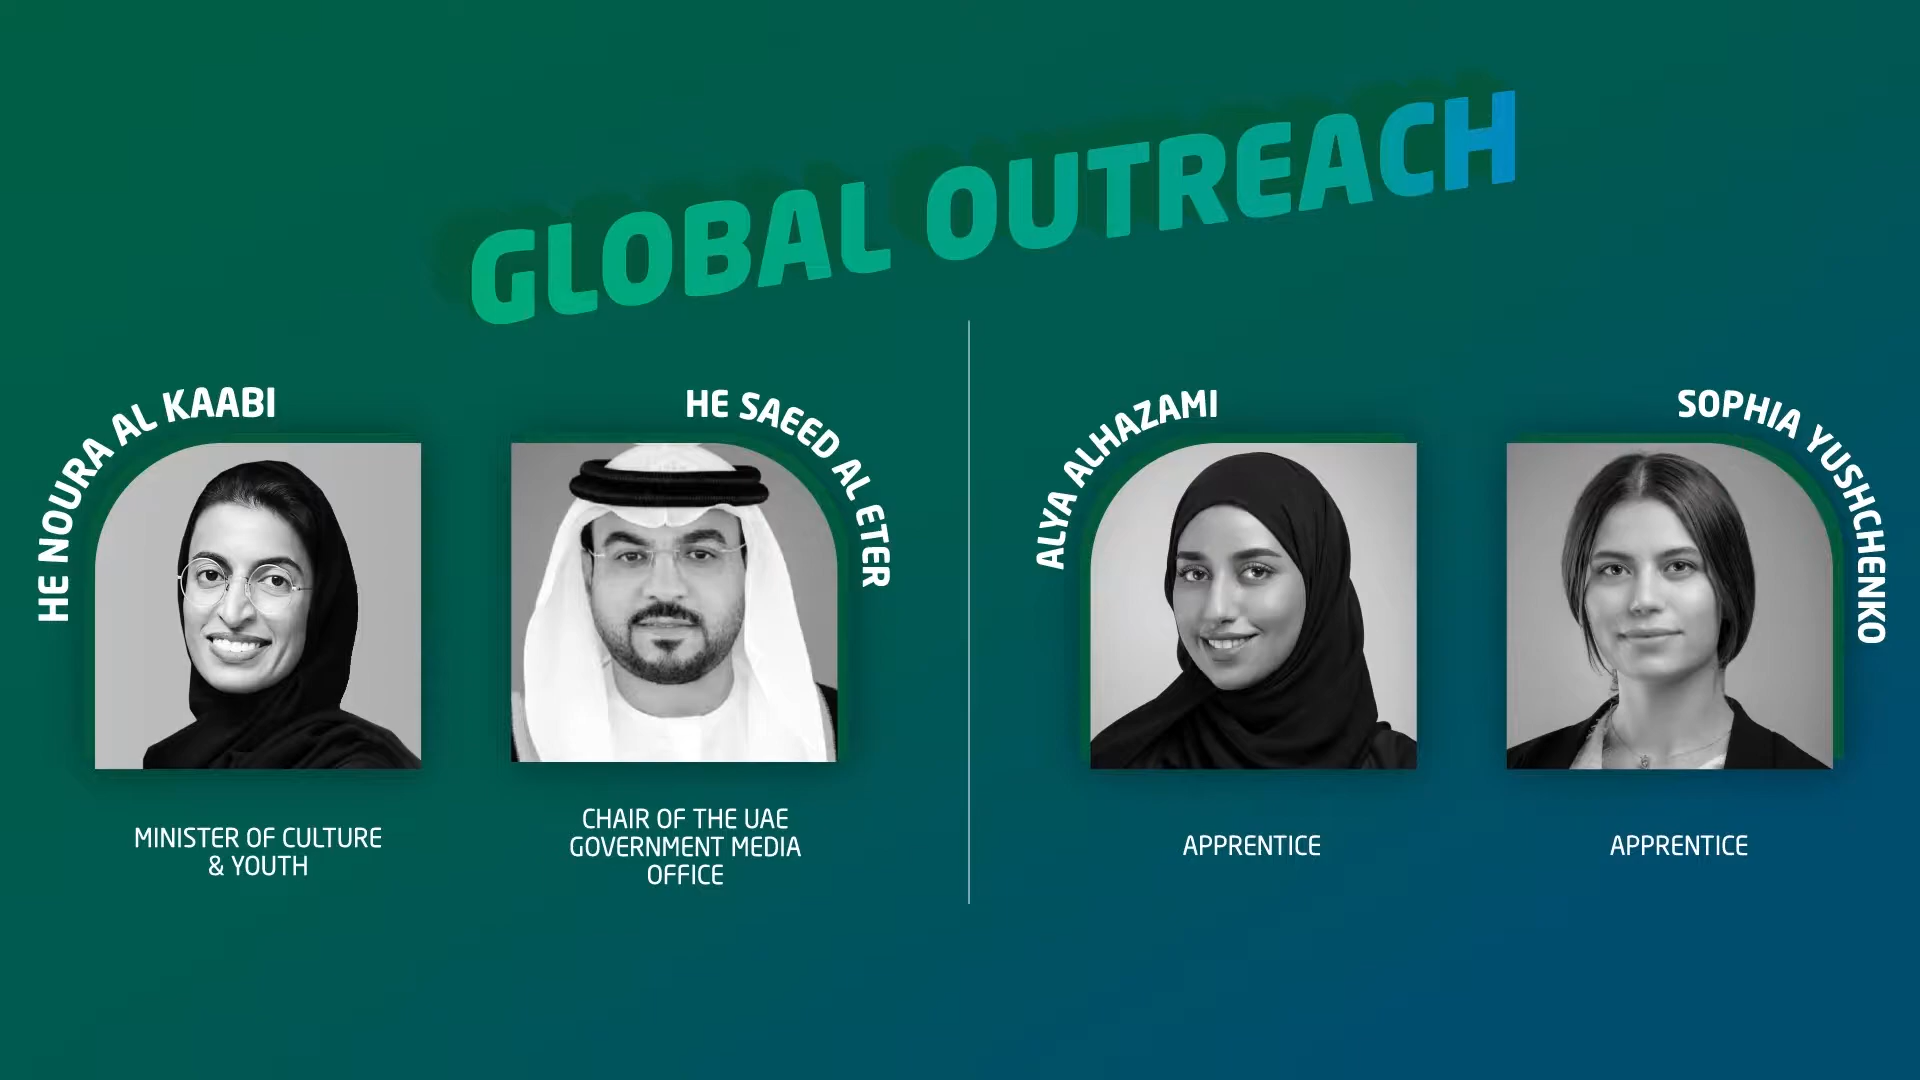 GLOBAL OUTREACH
HE NOURA AL KAABI
MINISTER OF CULTURE
& YOUTH
HE SAEED AL ETER
CHAIR OF THE UAE
GOVERNMENT MEDIA
OFFICE
ALYA ALHAZAMI
APPRENTICE
SOPHIA YUSHCHENKO
APPRENTICE